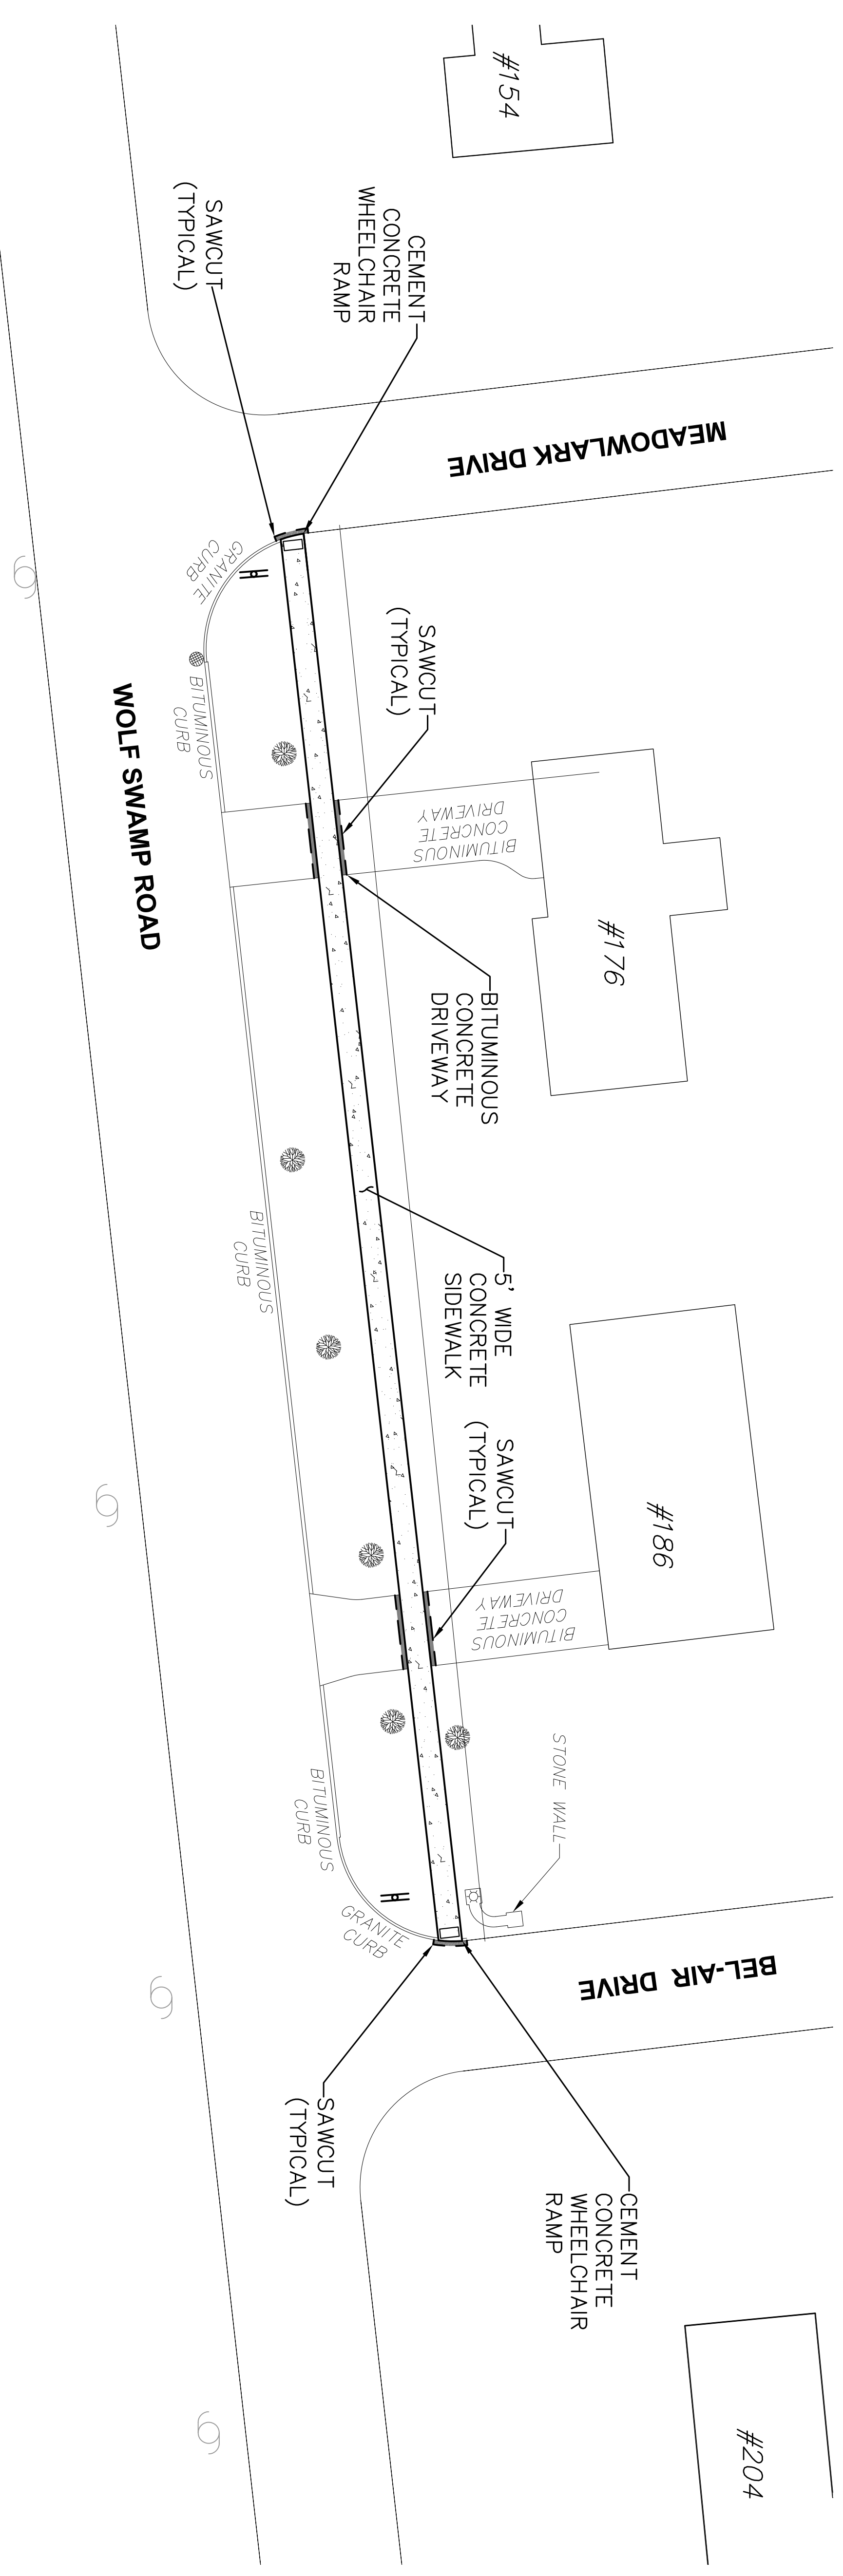 #154
SAWCUT
(TYPICAL)
CEMENT
CONCRETE
WHEELCHAIR
RAMP
MEADOWLARK DRIVE
GRANITE
CURB
BITUMINOUS
CURB
WOLF SWAMP ROAD
SAWCUT
(TYPICAL)
BITUMINOUS
CONCRETE
DRIVEWAY
#176
BITUMINOUS
CONCRETE
DRIVEWAY
BITUMINOUS
CURB
5' WIDE
CONCRETE
SIDEWALK
#186
SAWCUT
(TYPICAL)
BITUMINOUS
CONCRETE
DRIVEWAY
STONE WALL
BITUMINOUS
CURB
GRANITE
CURB
BEL-AIR DRIVE
SAWCUT
(TYPICAL)
CEMENT
CONCRETE
WHEELCHAIR
RAMP
#204